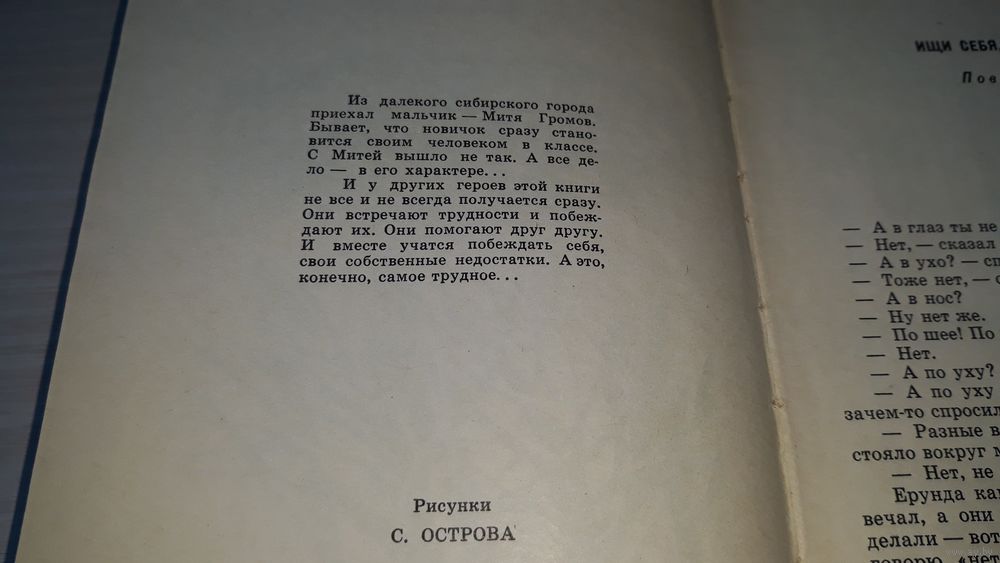 Из далекого сибирского города
приехал мальчик — Митя Громов.
Бывает, что новичок сразу стано-
вится своим человеком в классе.
С Митей вышло не так. А все де-
ло — в его характере...
И у других героев этой книги
не все и не всегда получается сразу.
Они встречают трудности и побеж-
дают их. Они помогают друг другу.
И вместе учатся побеждать себя,
свои собственные недостатки. А это,
конечно, самое трудное...
Рисунки
С. ОСТРОВА
ИЩИ СЕБЯ,
Пов
— А в глаз ты не
— Нет, — сказал
— А в ухо? — сп
— Тоже нет, — с
— А в нос?
— Ну нет же.
— По шее! По
— Нет.
— А по уху?
— А по уху
зачем-то спросил
— Разные в
стояло вокруг м
— Нет, не
Ерунда ка
вечал, а они
делали — вот
говорю „нет